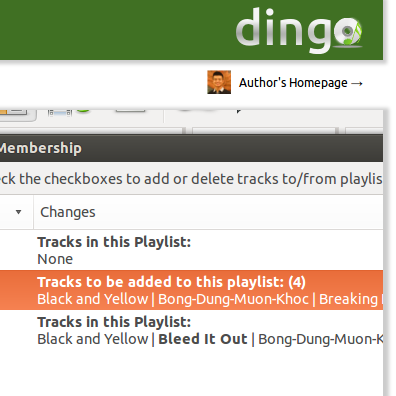 dingo
Author's Homepage →
Membership
eck the checkboxes to add or delete tracks to/from playlis
Changes
Tracks in this Playlist:
None
Tracks to be added to this playlist: (4)
Black and Yellow | Bong-Dung-Muon-Khoc | Breaking
Tracks in this Playlist:
Black and Yellow | Bleed It Out | Bong-Dung-Muon-K